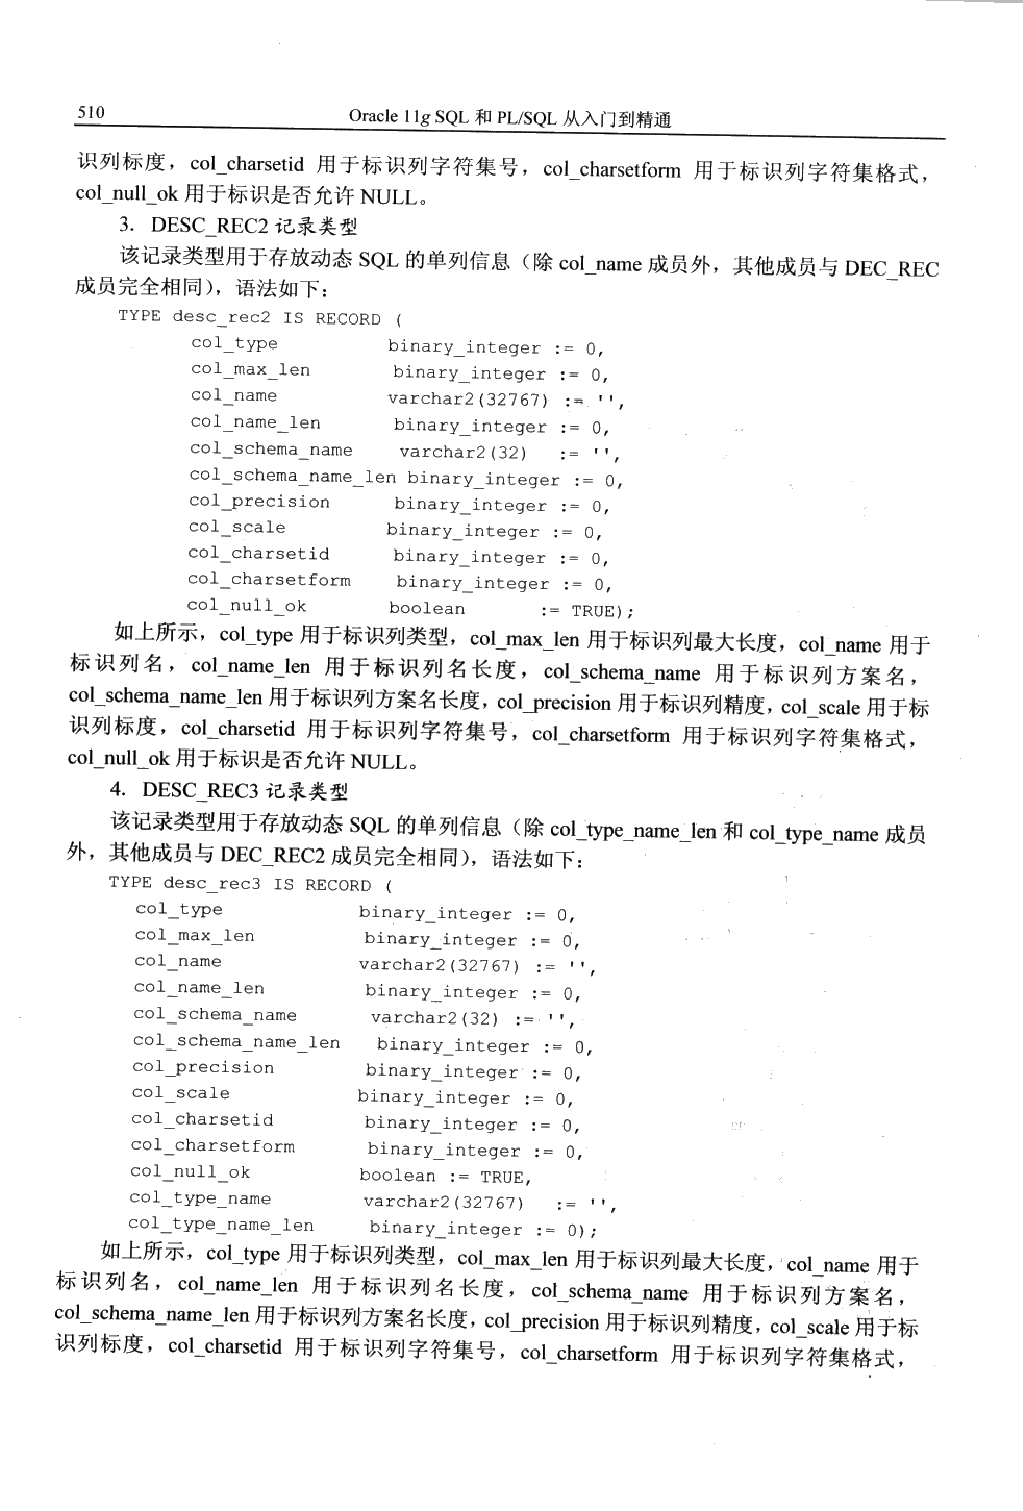 510
Oracle 11g SQL 和 PL/SQL 从入门到精通
识列标度，col_charsetid 用于标识列字符集号，col_charsetform 用于标识列字符集格式，
col_null_ok 用于标识是否允许 NULL。
3. DESC_REC2 记录类型
该记录类型用于存放动态 SQL 的单列信息（除 col_name 成员外，其他成员与 DEC_REC
成员完全相同），语法如下：
TYPE desc_rec2 IS RECORD (
col_type binary_integer := 0,
col_max_len binary_integer := 0,
col_name varchar2(32767) := '',
col_name_len binary_integer := 0,
col_schema_name varchar2(32) := '',
col_schema_name_len binary_integer := 0,
col_precision binary_integer := 0,
col_scale binary_integer := 0,
col_charsetid binary_integer := 0,
col_charsetform binary_integer := 0,
col_null_ok boolean := TRUE);
如上所示，col_type 用于标识列类型，col_max_len 用于标识列最大长度，col_name 用于
标识列名，col_name_len 用于标识列名长度，col_schema_name 用于标识列方案名，
col_schema_name_len 用于标识列方案名长度，col_precision 用于标识列精度，col_scale 用于标
识列标度，col_charsetid 用于标识列字符集号，col_charsetform 用于标识列字符集格式，
col_null_ok 用于标识是否允许 NULL。
4. DESC_REC3 记录类型
该记录类型用于存放动态 SQL 的单列信息（除 col_type_name_len 和 col_type_name 成员
外，其他成员与 DEC_REC2 成员完全相同），语法如下：
TYPE desc_rec3 IS RECORD (
col_type binary_integer := 0,
col_max_len binary_integer := 0,
col_name varchar2(32767) := '',
col_name_len binary_integer := 0,
col_schema_name varchar2(32) := '',
col_schema_name_len binary_integer := 0,
col_precision binary_integer := 0,
col_scale binary_integer := 0,
col_charsetid binary_integer := 0,
col_charsetform binary_integer := 0,
col_null_ok boolean := TRUE,
col_type_name varchar2(32767) := '',
col_type_name_len binary_integer := 0);
如上所示，col_type 用于标识列类型，col_max_len 用于标识列最大长度，col_name 用于
标识列名，col_name_len 用于标识列名长度，col_schema_name 用于标识列方案名，
col_schema_name_len 用于标识列方案名长度，col_precision 用于标识列精度，col_scale 用于标
识列标度，col_charsetid 用于标识列字符集号，col_charsetform 用于标识列字符集格式，